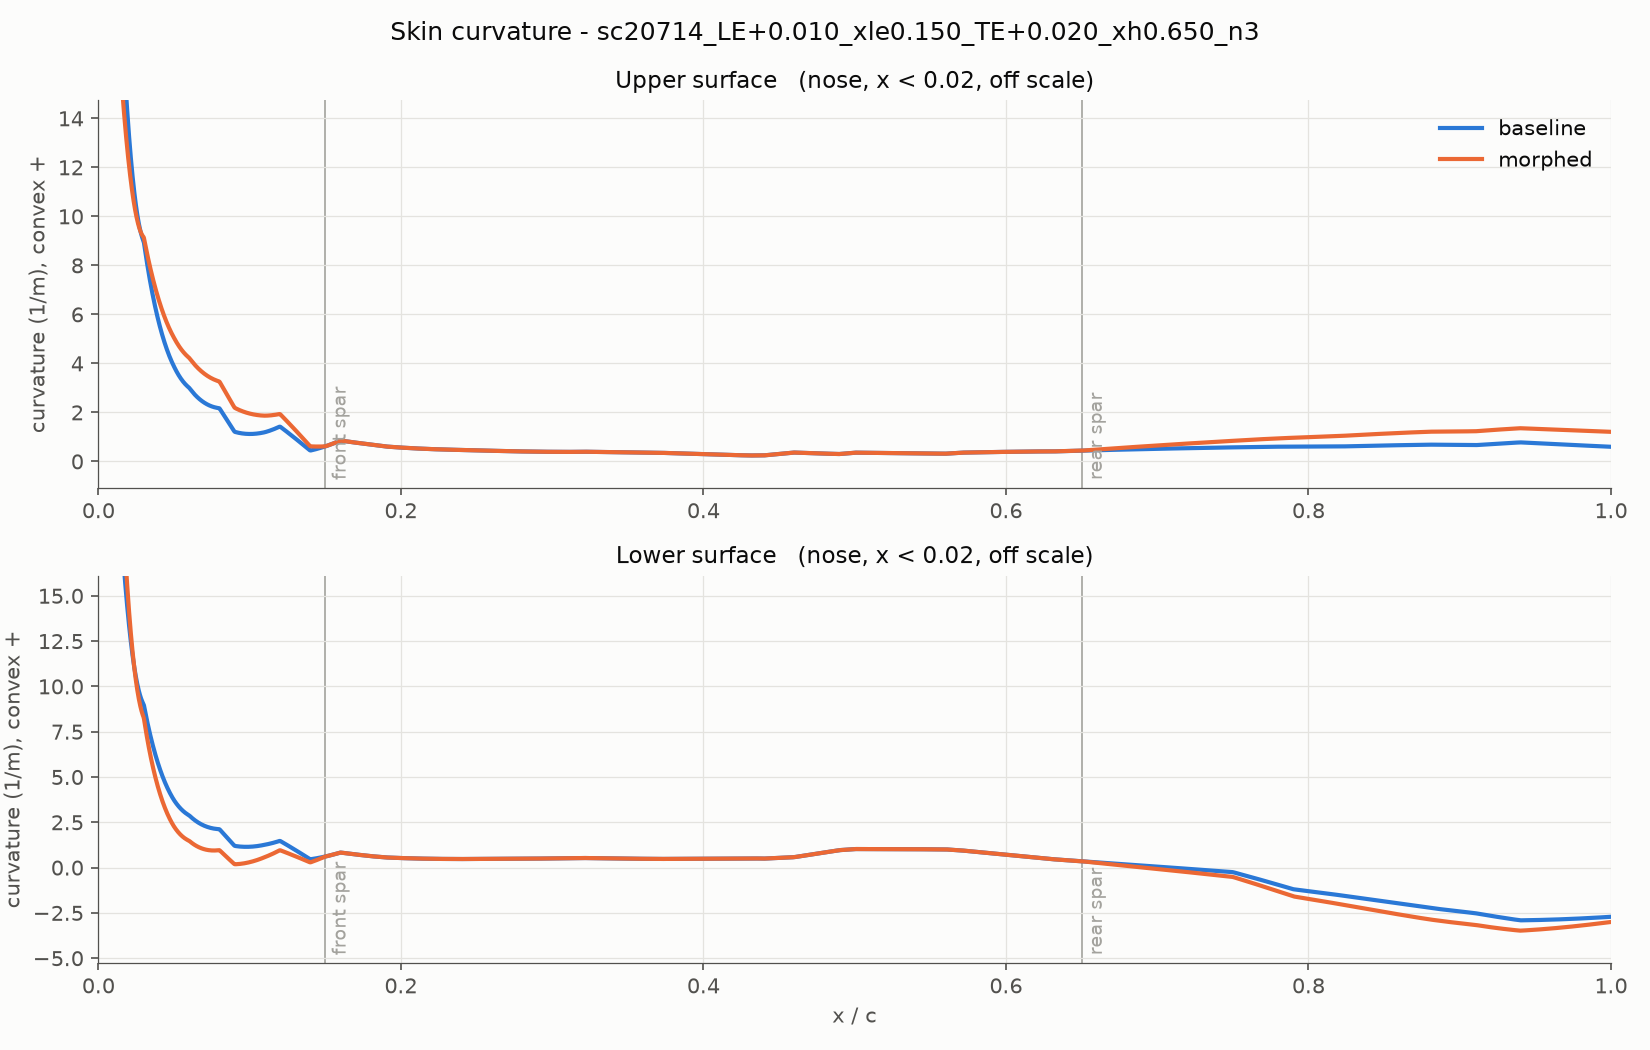 Skin curvature - sc20714_LE+0.010_xle0.150_TE+0.020_xh0.650_n3
Upper surface   (nose, x < 0.02, off scale)
curvature (1/m), convex +
14
12
10
8
6
4
2
0
baseline
morphed
front spar
rear spar
0.0
0.2
0.4
0.6
0.8
1.0
Lower surface   (nose, x < 0.02, off scale)
curvature (1/m), convex +
15.0
12.5
10.0
7.5
5.0
2.5
0.0
−2.5
−5.0
front spar
rear spar
0.0
0.2
0.4
0.6
0.8
1.0
x / c